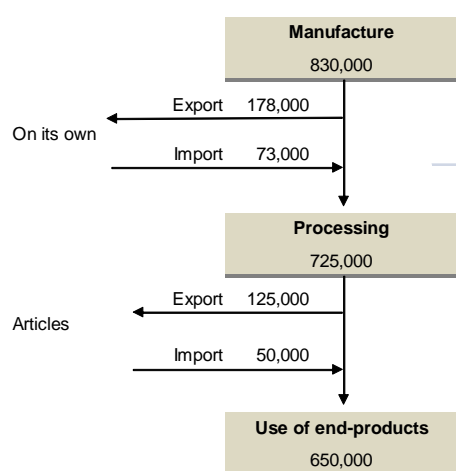 Manufacture
830,000
Export 178,000
On its own
Import 73,000
Processing
725,000
Export 125,000
Articles
Import 50,000
Use of end-products
650,000